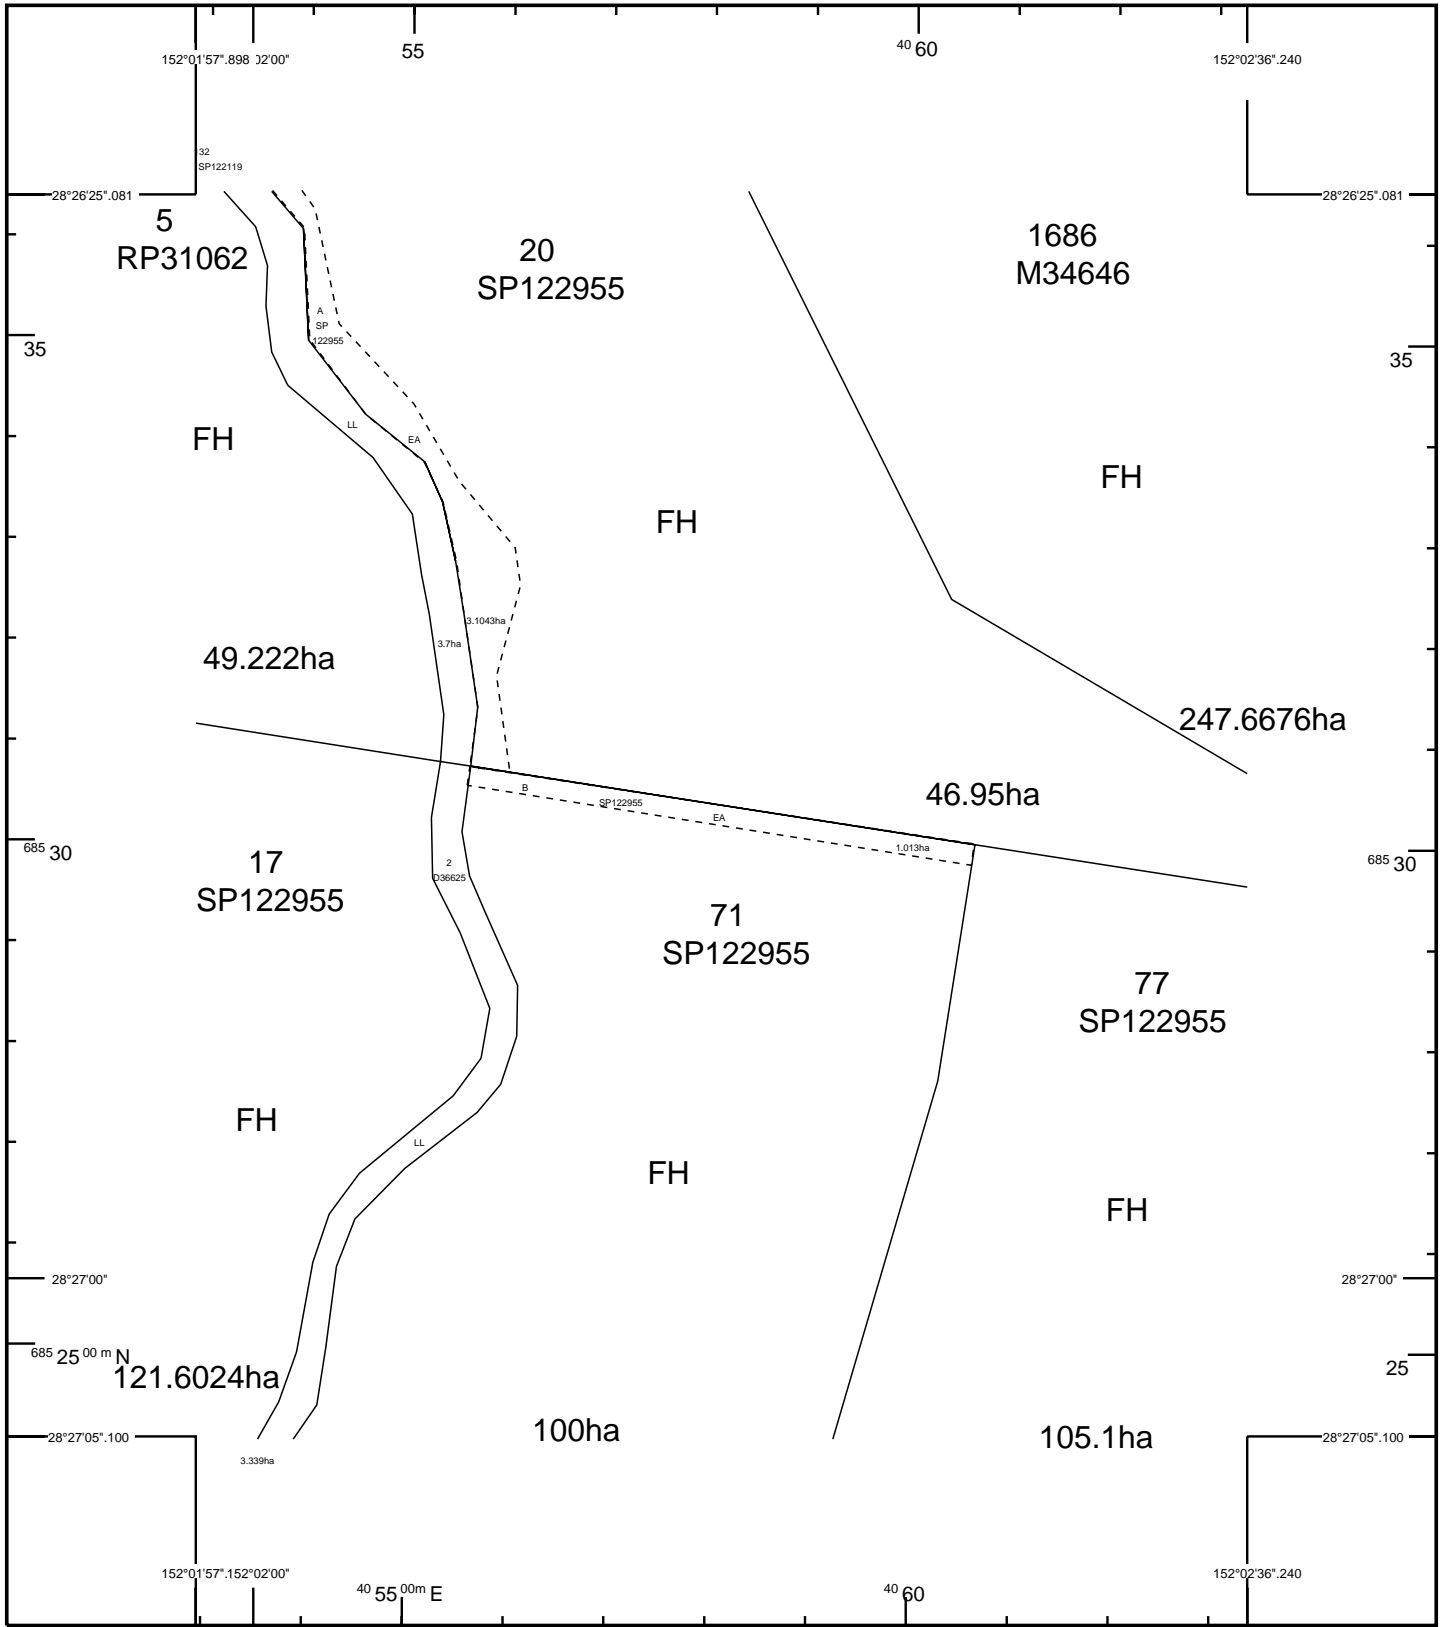 55
40 60
152°01'57".898 02'00"
152°02'36".240
32
SP122119
28°26'25".081
28°26'25".081
5
RP31062
20
SP122955
1686
M34646
A
SP
122955
35
35
LL
EA
FH
FH
FH
3.1043ha
3.7ha
49.222ha
247.6676ha
B
SP122955
EA
46.95ha
1.013ha
685 30
685 30
17
SP122955
2
D36625
71
SP122955
77
SP122955
FH
LL
FH
FH
28°27'00"
28°27'00"
685 25 00 m N
25
121.6024ha
100ha
105.1ha
28°27'05".100
28°27'05".100
3.339ha
152°01'57".152°02'00"
152°02'36".240
40 55 00m E
40 60